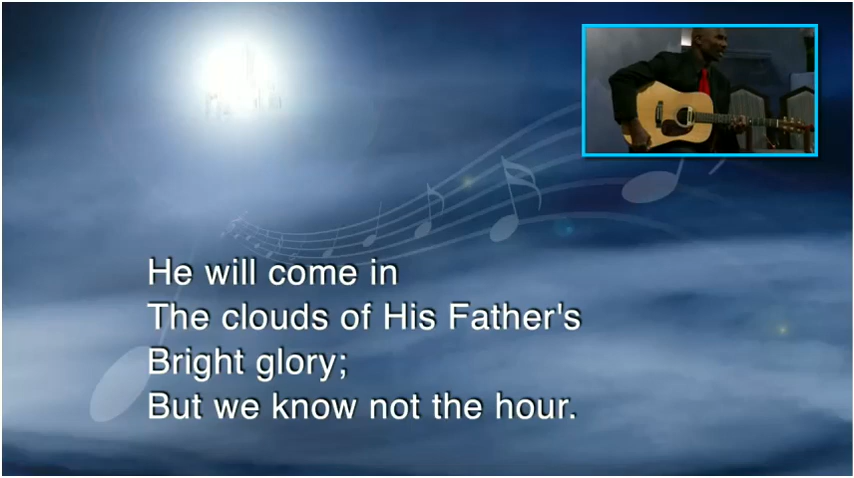 He will come in
The clouds of His Father's
Bright glory;
But we know not the hour.